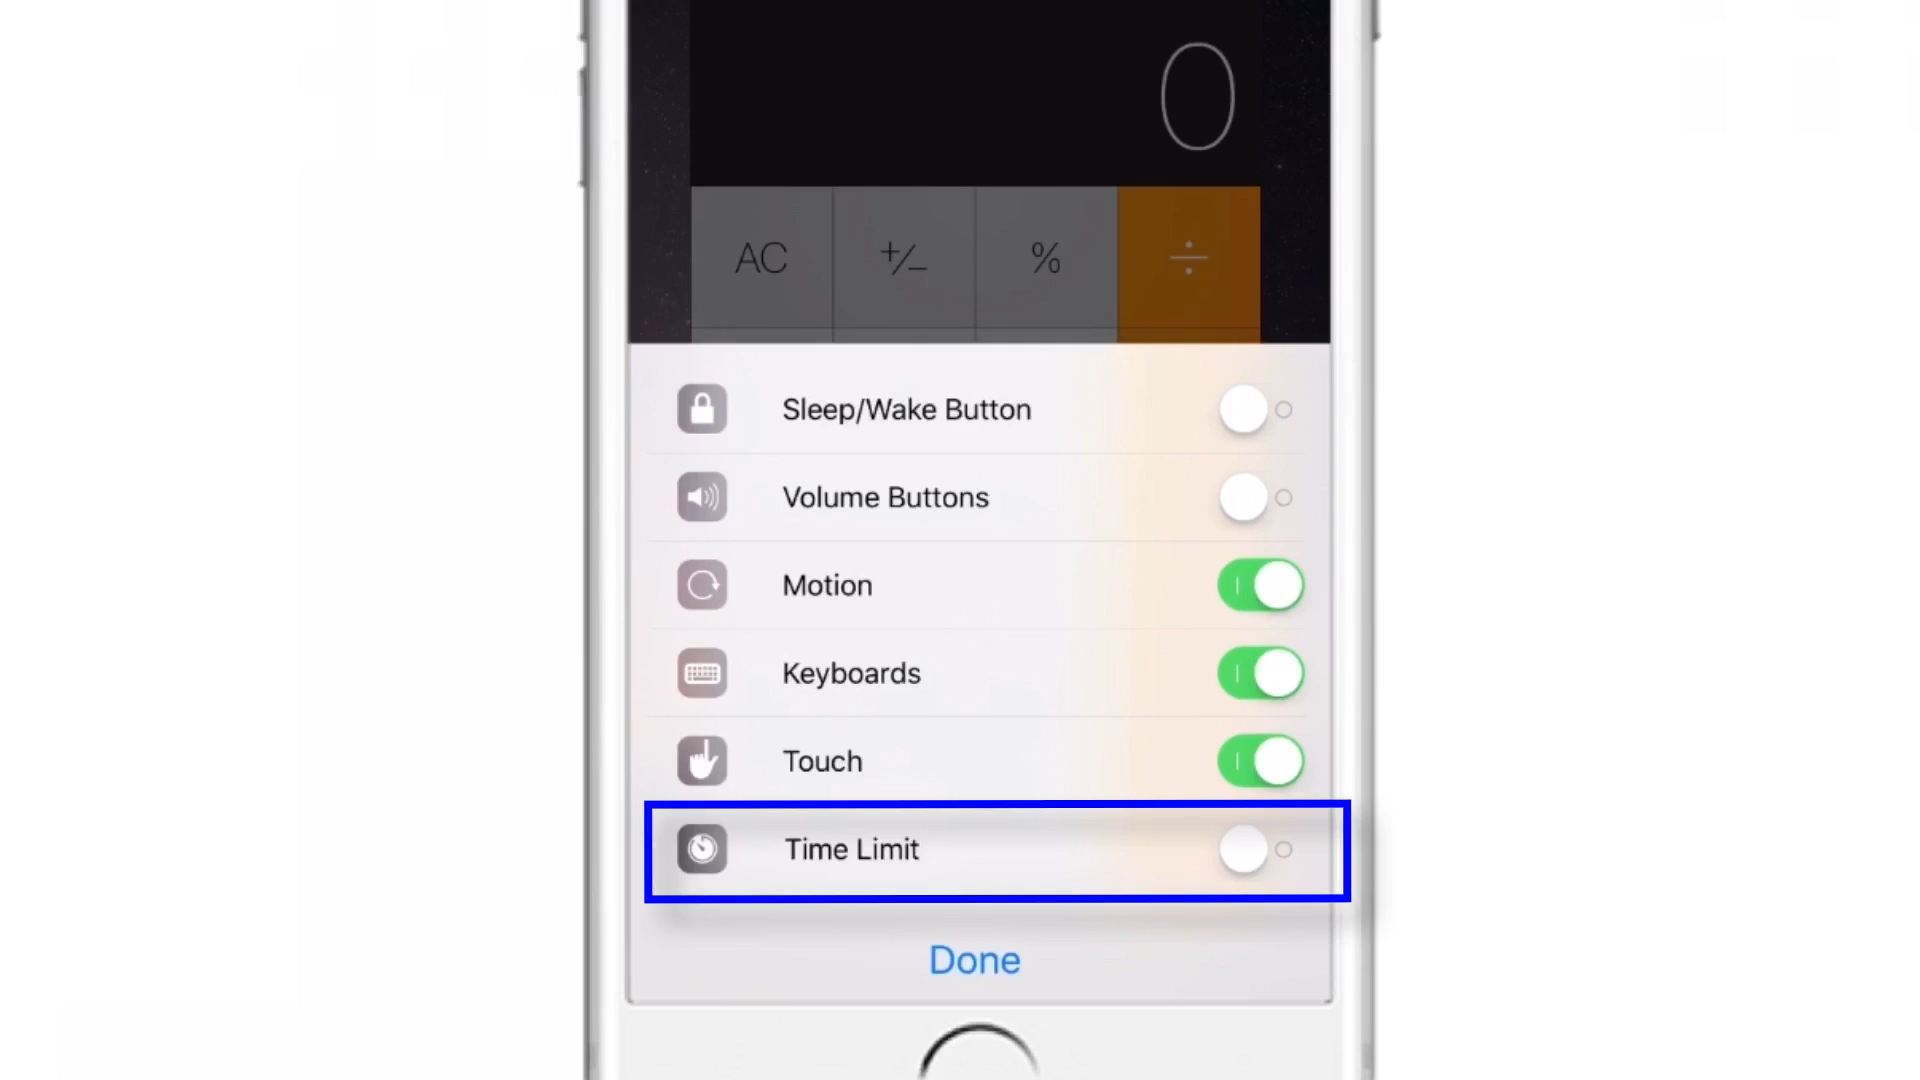 0
AC +/− % ÷
Sleep/Wake Button
Volume Buttons
Motion
Keyboards
Touch
Time Limit
Done